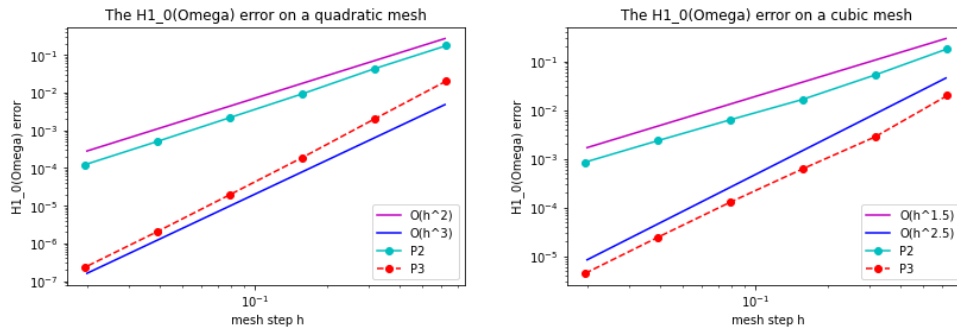 The H1_0(Omega) error on a quadratic mesh
H1_0(Omega) error
10^-1
10^-2
10^-3
10^-4
10^-5
10^-6
10^-7
O(h^2)
O(h^3)
P2
P3
10^-1
mesh step h
The H1_0(Omega) error on a cubic mesh
H1_0(Omega) error
10^-1
10^-2
10^-3
10^-4
10^-5
O(h^1.5)
O(h^2.5)
P2
P3
10^-1
mesh step h